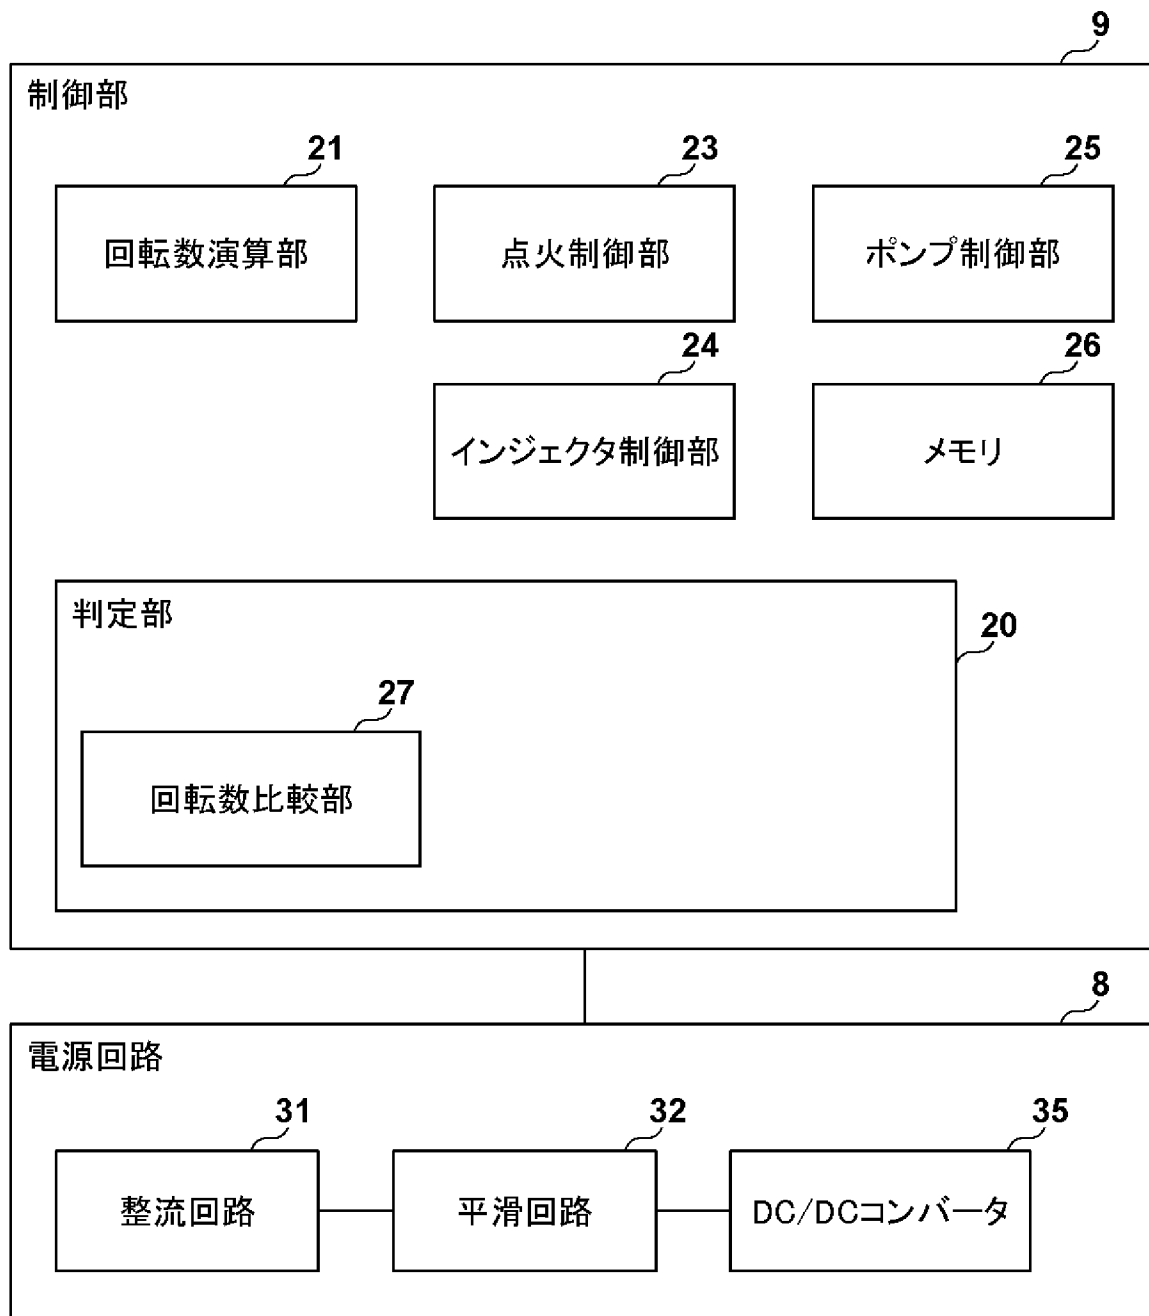 9
制御部
21
23
25
回転数演算部
点火制御部
ポンプ制御部
24
26
インジェクタ制御部
メモリ
判定部
20
27
回転数比較部
8
電源回路
31
32
35
整流回路
平滑回路
DC/DCコンバータ